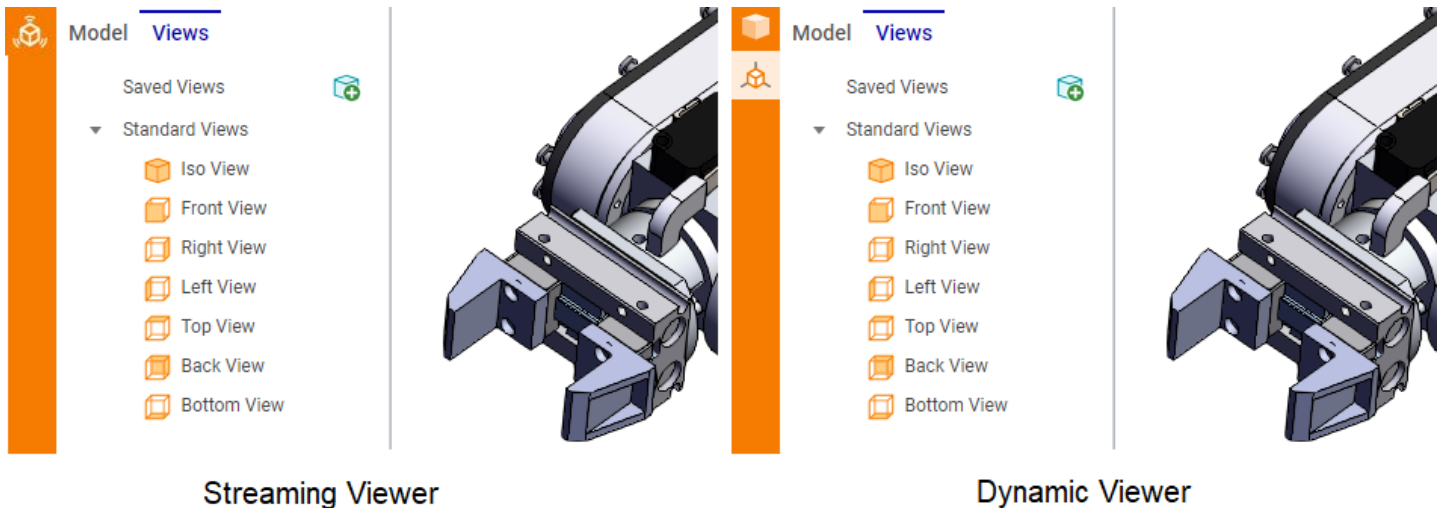 Model Views
Saved Views
Standard Views
Iso View
Front View
Right View
Left View
Top View
Back View
Bottom View
Streaming Viewer
Model Views
Saved Views
Standard Views
Iso View
Front View
Right View
Left View
Top View
Back View
Bottom View
Dynamic Viewer